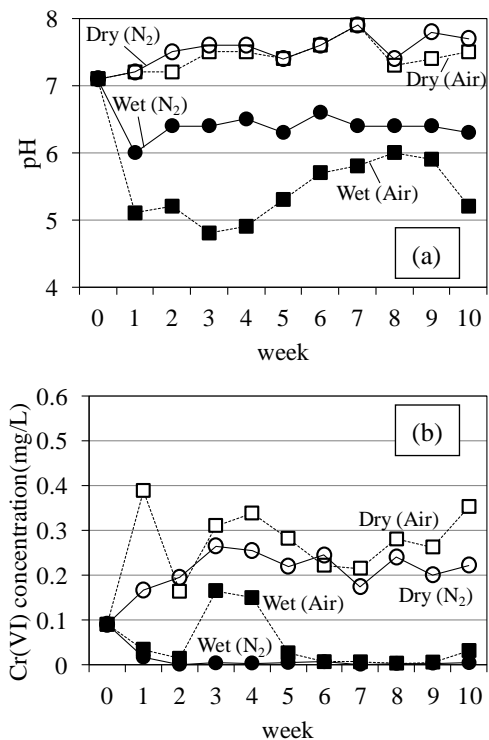 8
7
6
5
4
pH
Dry (N₂)
Dry (Air)
Wet (N₂)
Wet (Air)
(a)
0 1 2 3 4 5 6 7 8 9 10
week
0.6
0.5
0.4
0.3
0.2
0.1
0
Cr(VI) concentration(mg/L)
(b)
Dry (Air)
Dry (N₂)
Wet (Air)
Wet (N₂)
0 1 2 3 4 5 6 7 8 9 10
week